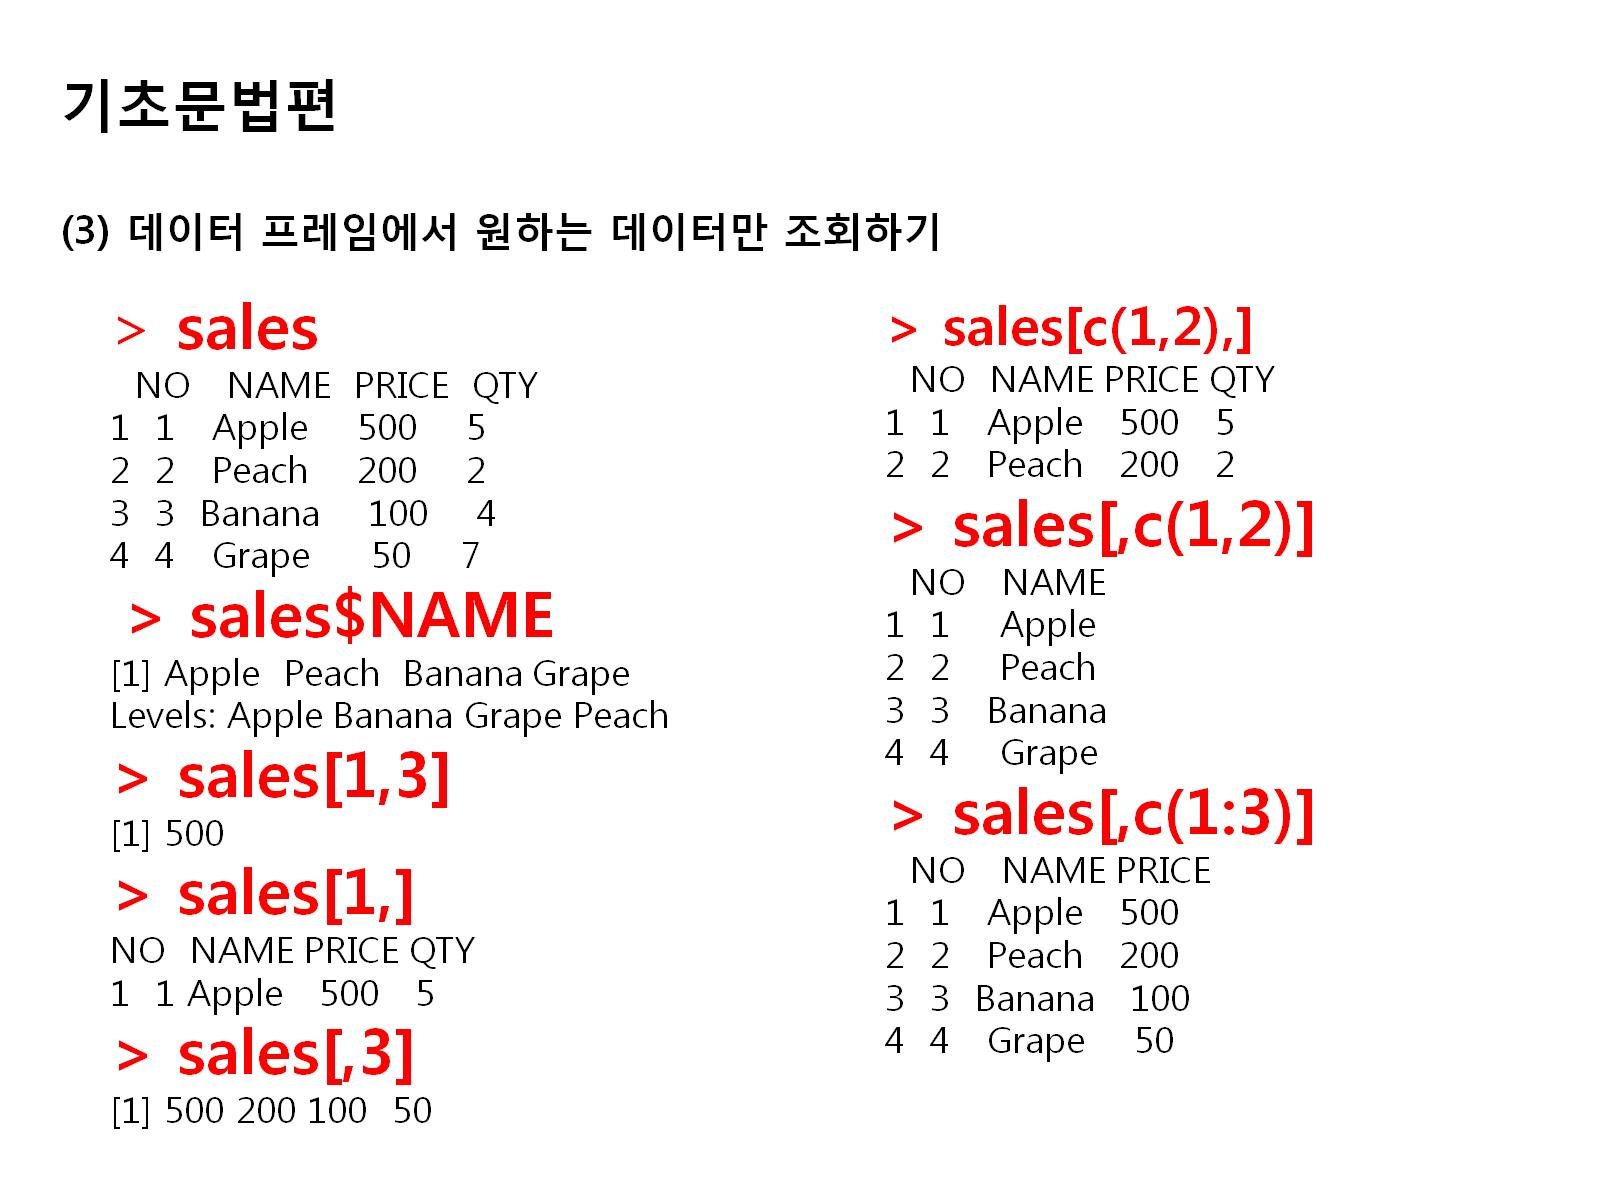 기초문법편
(3) 데이터 프레임에서 원하는 데이터만 조회하기
> sales
NO NAME PRICE QTY
1 1 Apple 500 5
2 2 Peach 200 2
3 3 Banana 100 4
4 4 Grape 50 7
> sales$NAME
[1] Apple Peach Banana Grape
Levels: Apple Banana Grape Peach
> sales[1,3]
[1] 500
> sales[1,]
NO NAME PRICE QTY
1 1 Apple 500 5
> sales[,3]
[1] 500 200 100 50
> sales[c(1,2),]
NO NAME PRICE QTY
1 1 Apple 500 5
2 2 Peach 200 2
> sales[,c(1,2)]
NO NAME
1 1 Apple
2 2 Peach
3 3 Banana
4 4 Grape
> sales[,c(1:3)]
NO NAME PRICE
1 1 Apple 500
2 2 Peach 200
3 3 Banana 100
4 4 Grape 50